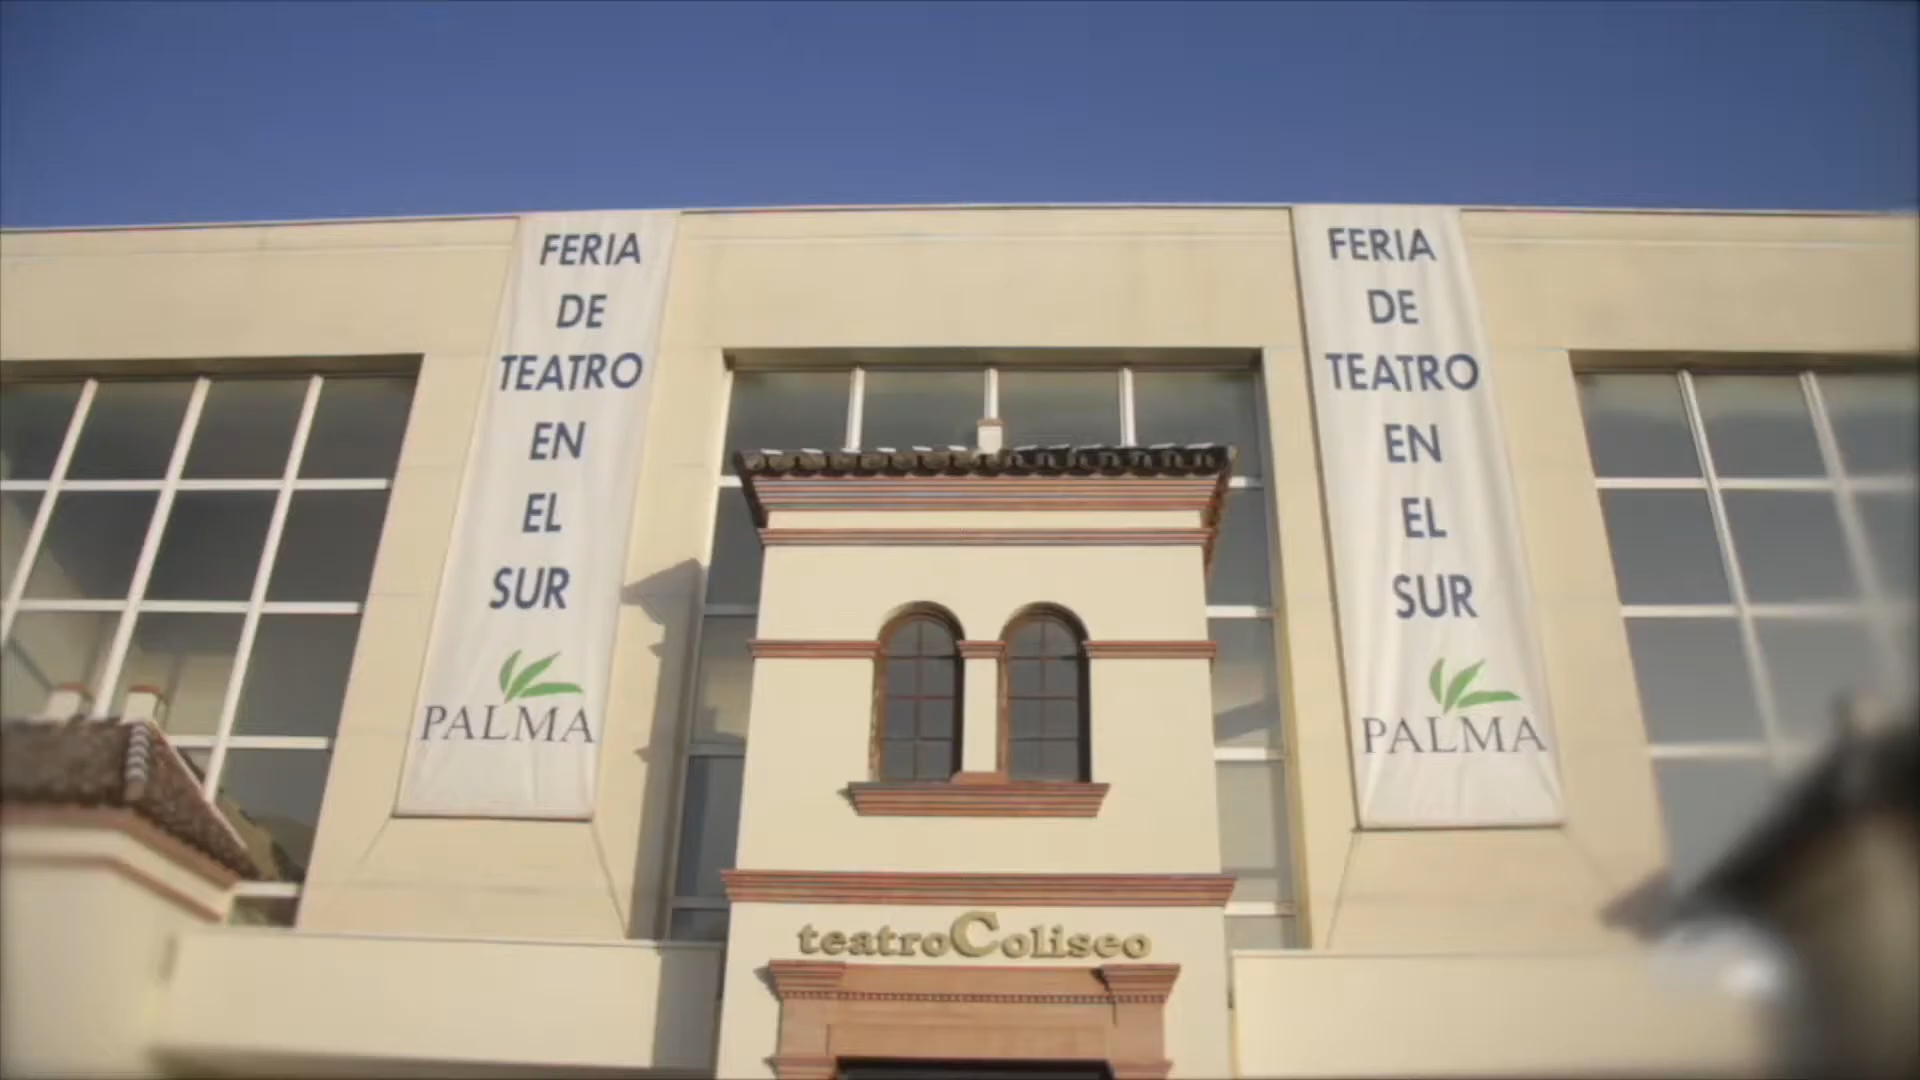 FERIA
DE
TEATRO
EN
EL
SUR
PALMA
FERIA
DE
TEATRO
EN
EL
SUR
PALMA
teatroColiseo